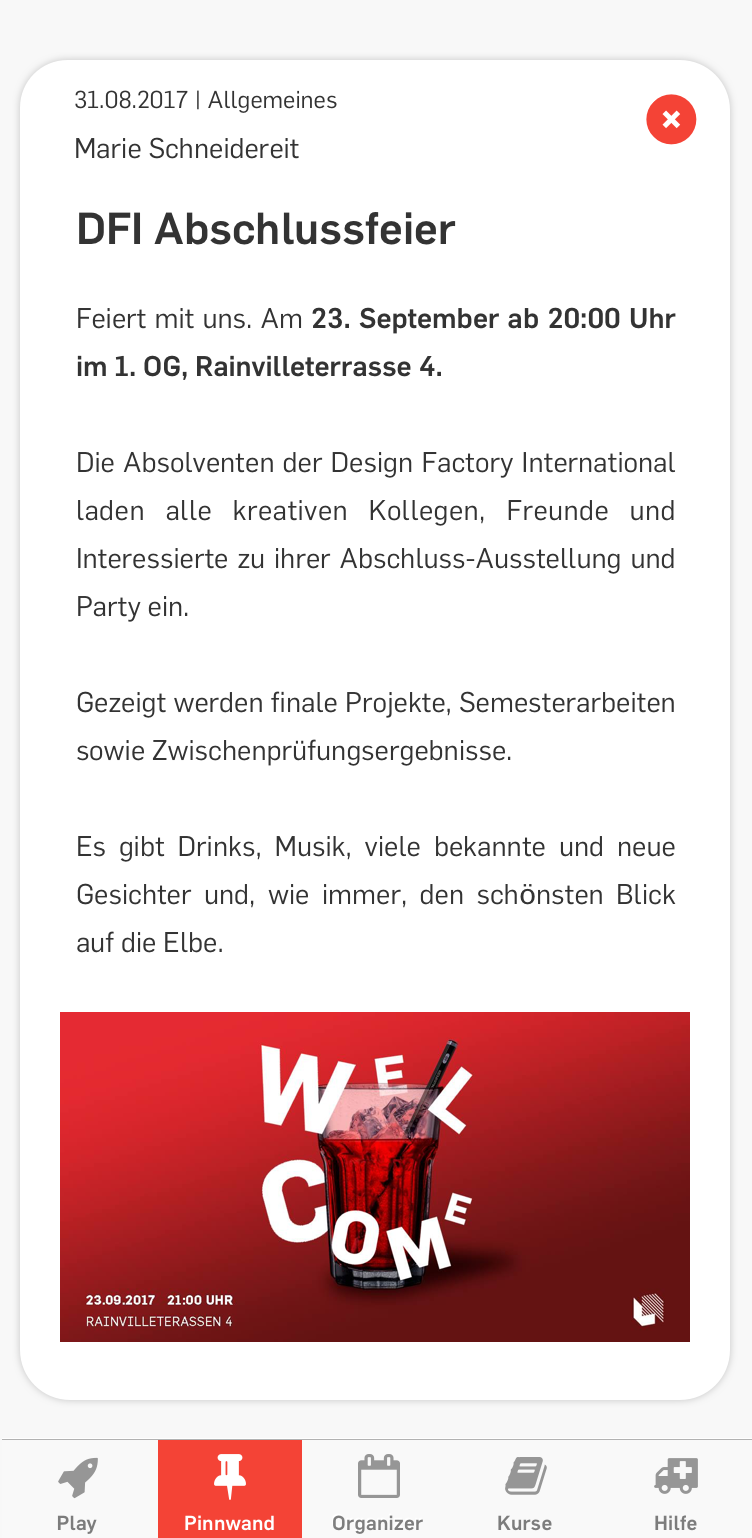 31.08.2017 | Allgemeines
Marie Schneidereit
DFI Abschlussfeier
Feiert mit uns. Am 23. September ab 20:00 Uhr
im 1. OG, Rainvilleterrasse 4.
Die Absolventen der Design Factory International
laden alle kreativen Kollegen, Freunde und
Interessierte zu ihrer Abschluss-Ausstellung und
Party ein.
Gezeigt werden finale Projekte, Semesterarbeiten
sowie Zwischenprüfungsergebnisse.
Es gibt Drinks, Musik, viele bekannte und neue
Gesichter und, wie immer, den schönsten Blick
auf die Elbe.
WEL
COME
23.09.2017 21:00 UHR
RAINVILLETERASSEN 4
Play Pinnwand Organizer Kurse Hilfe